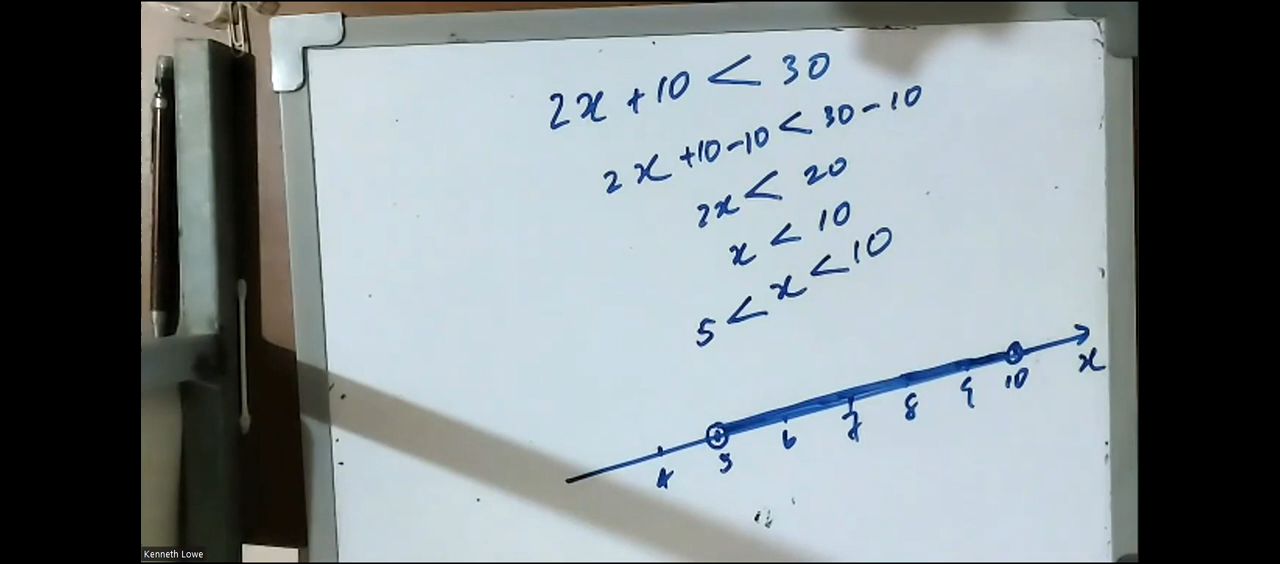 2x + 10 < 30
2x + 10 - 10 < 30 - 10
2x < 20
x < 10
5 < x < 10
4 5 6 7 8 9 10 x
Kenneth Lowe